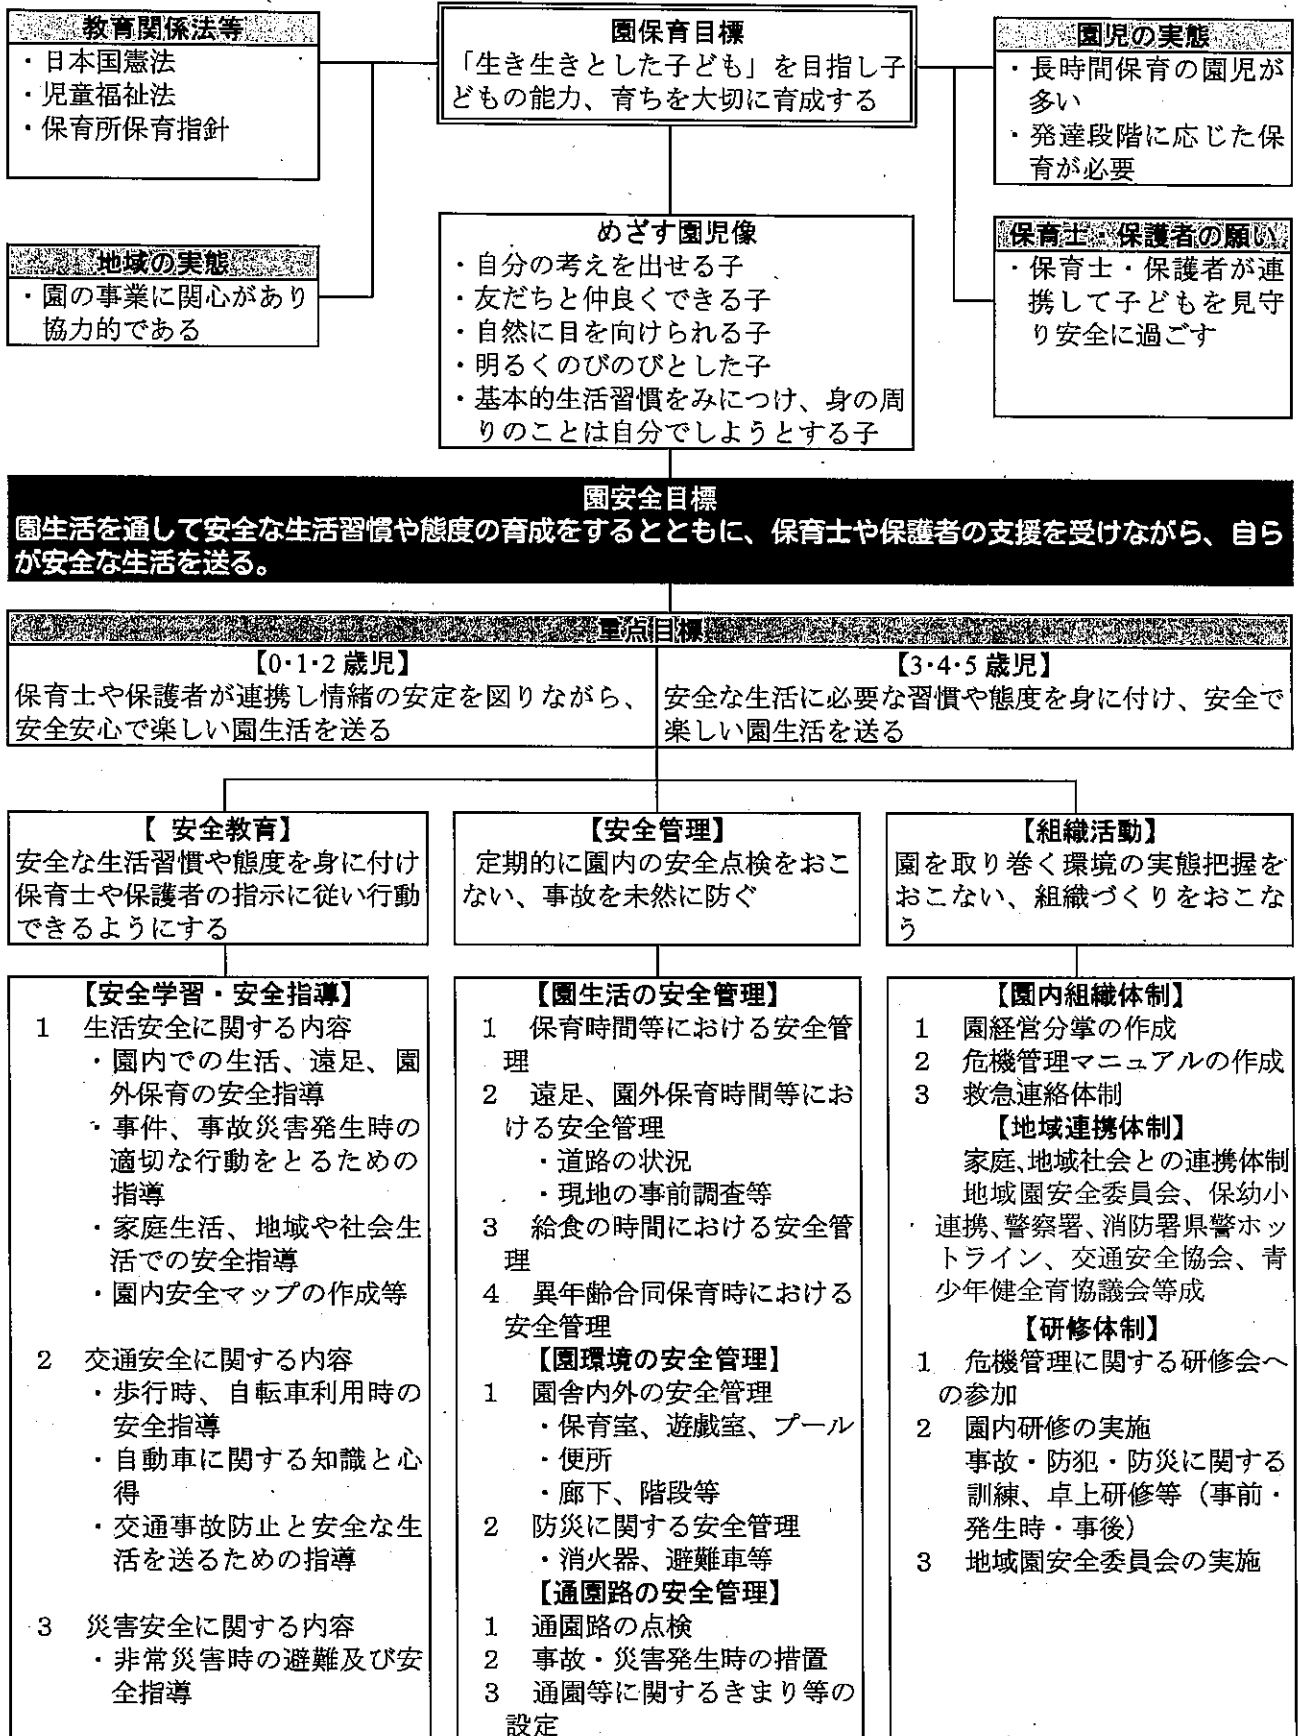 教育関係法等
・日本国憲法
・児童福祉法
・保育所保育指針
地域の実態
・園の事業に関心があり
協力的である
園保育目標
「生き生きとした子ども」を目指し子
どもの能力、育ちを大切に育成する
園児の実態
・長時間保育の園児が
多い
・発達段階に応じた保
育が必要
保育士・保護者の願い
・保育士・保護者が連
携して子どもを見守
り安全に過ごす
めざす園児像
・自分の考えを出せる子
・友だちと仲良くできる子
・自然に目を向けられる子
・明るくのびのびとした子
・基本的生活習慣をみにつけ、身の周
りのことは自分でしようとする子
園安全目標
園生活を通して安全な生活習慣や態度の育成をするとともに、保育士や保護者の支援を受けながら、自ら
が安全な生活を送る。
重点目標
【0・1・2 歳児】
保育士や保護者が連携し情緒の安定を図りながら、
安全安心で楽しい園生活を送る
【3・4・5 歳児】
安全な生活に必要な習慣や態度を身に付け、安全で
楽しい園生活を送る
【 安全教育】
安全な生活習慣や態度を身に付け
保育士や保護者の指示に従い行動
できるようにする
【安全管理】
定期的に園内の安全点検をおこ
ない、事故を未然に防ぐ
【組織活動】
園を取り巻く環境の実態把握を
おこない、組織づくりをおこな
う
【安全学習・安全指導】
1 生活安全に関する内容
・園内での生活、遠足、園
外保育の安全指導
・事件、事故災害発生時の
適切な行動をとるための
指導
・家庭生活、地域や社会生
活での安全指導
・園内安全マップの作成等
2 交通安全に関する内容
・歩行時、自転車利用時の
安全指導
・自動車に関する知識と心
得
・交通事故防止と安全な生
活を送るための指導
3 災害安全に関する内容
・非常災害時の避難及び安
全指導
【園生活の安全管理】
1 保育時間等における安全管
理
2 遠足、園外保育時間等にお
ける安全管理
・道路の状況
・現地の事前調査等
3 給食の時間における安全管
理
4 異年齢合同保育時における
安全管理
【園環境の安全管理】
1 園舎内外の安全管理
・保育室、遊戯室、プール
・便所
・廊下、階段等
2 防災に関する安全管理
・消火器、避難車等
【通園路の安全管理】
1 通園路の点検
2 事故・災害発生時の措置
3 通園等に関するきまり等の
設定
【園内組織体制】
1 園経営分掌の作成
2 危機管理マニュアルの作成
3 救急連絡体制
【地域連携体制】
家庭、地域社会との連携体制
地域園安全委員会、保幼小
連携、警察署、消防署県警ホッ
トライン、交通安全協会、青
少年健全育協議会等成
【研修体制】
1 危機管理に関する研修会へ
の参加
2 園内研修の実施
事故・防犯・防災に関する
訓練、卓上研修等（事前・
発生時・事後）
3 地域園安全委員会の実施